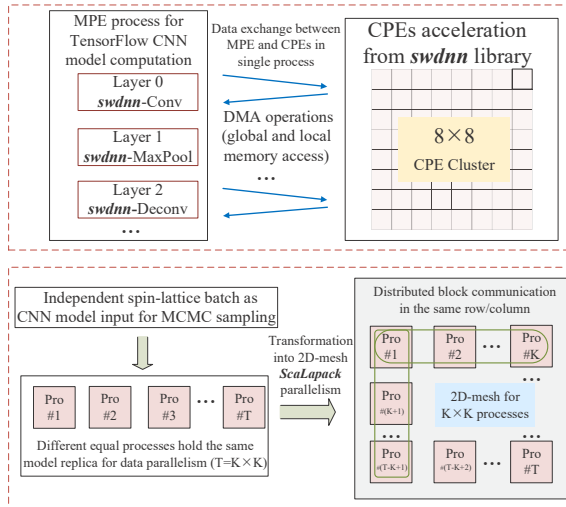 MPE process for
TensorFlow CNN
model computation
Layer 0
swdnn-Conv
Layer 1
swdnn-MaxPool
Layer 2
swdnn-Deconv
...
Data exchange between
MPE and CPEs in
single process
DMA operations
(global and local
memory access)
...
CPEs acceleration
from swdnn library
8×8
CPE Cluster
Independent spin-lattice batch as
CNN model input for MCMC sampling
Pro
#1
Pro
#2
Pro
#3
...
Pro
#T
Different equal processes hold the same
model replica for data parallelism (T=K×K)
Transformation
into 2D-mesh
ScaLapack
parallelism
Distributed block communication
in the same row/column
Pro
#1
Pro
#2
...
Pro
#K
...
Pro
#(K+1)
2D-mesh for
K×K processes
...
...
Pro
#(T-K+1)
Pro
#(T-K+2)
...
Pro
#T